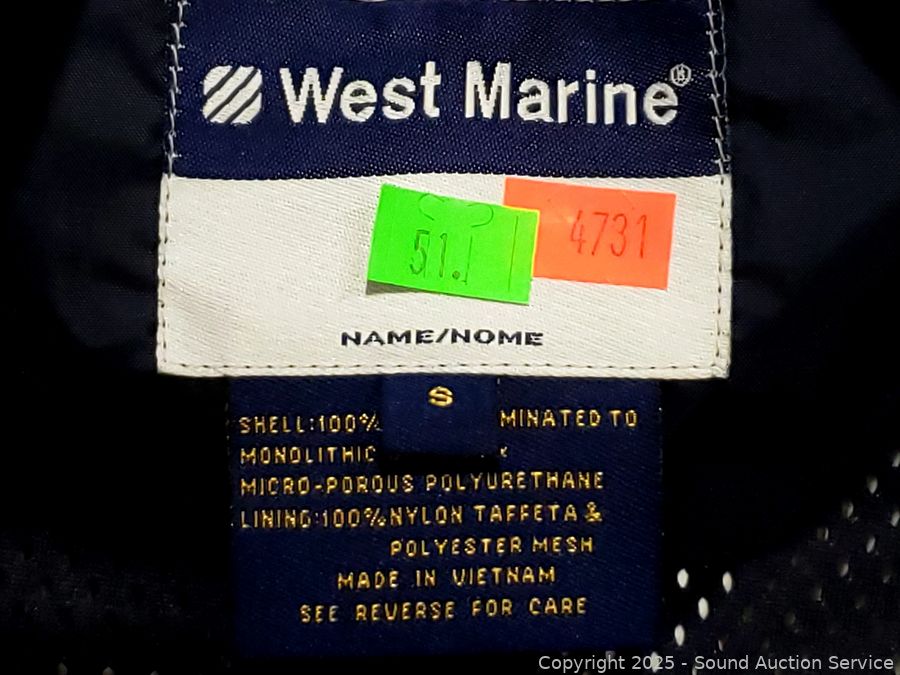 West Marine®
51.
4731
NAME/NOME
S
SHELL:100% MINATED TO
MONOLITHIC
MICRO-POROUS POLYURETHANE
LINING:100%NYLON TAFFETA &
POLYESTER MESH
MADE IN VIETNAM
SEE REVERSE FOR CARE
Copyright 2025 - Sound Auction Service